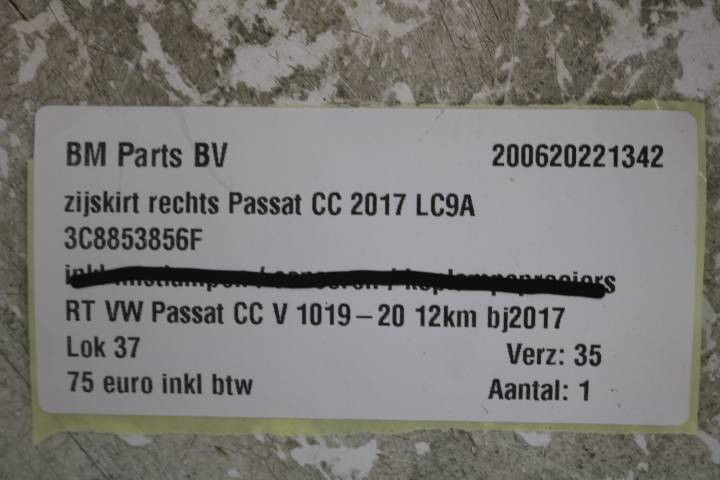 BM Parts BV 200620221342
zijskirt rechts Passat CC 2017 LC9A
3C8853856F
RT VW Passat CC V 1019-20 12km bj2017
Lok 37 Verz: 35
75 euro inkl btw Aantal: 1